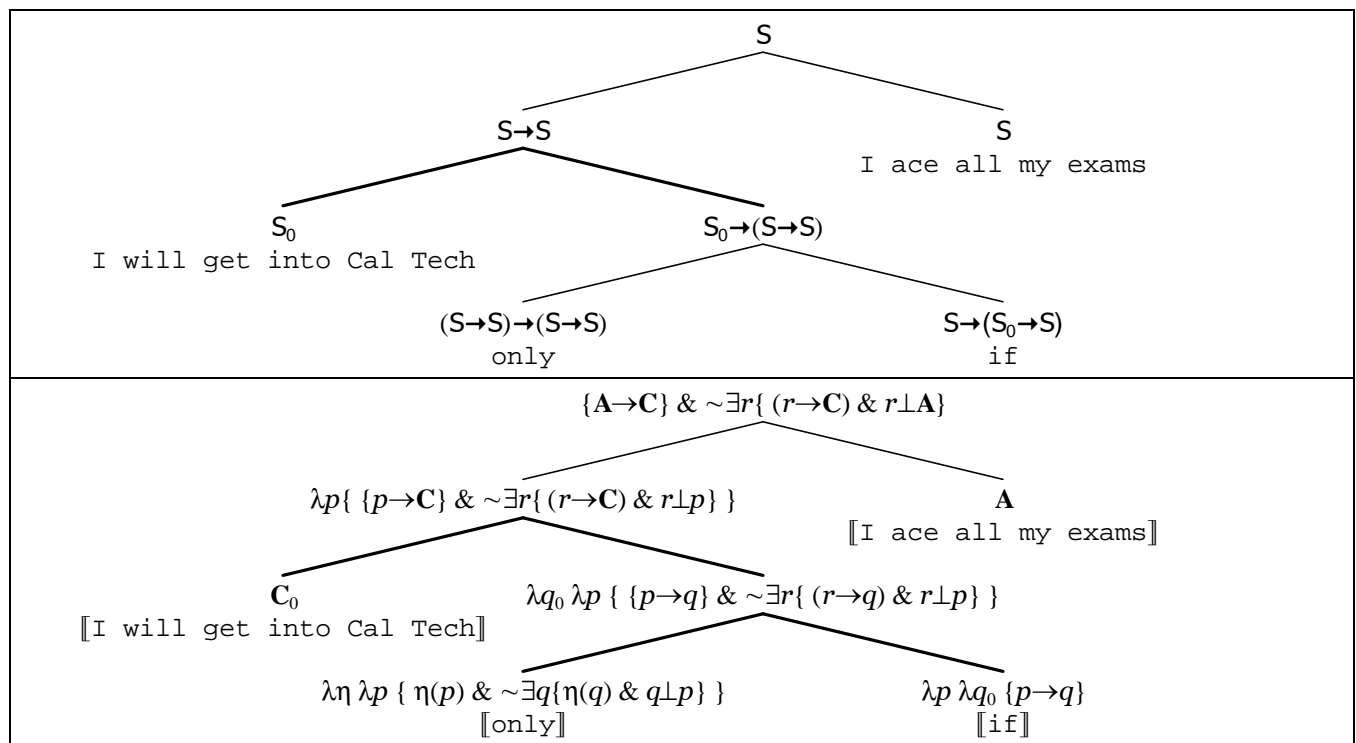 S
S→S S
I ace all my exams
S₀ S₀→(S→S)
I will get into Cal Tech
(S→S)→(S→S) S→(S₀→S)
only if
{A→C} & ~∃r{ (r→C) & r⊥A}
λp{ {p→C} & ~∃r{ (r→C) & r⊥p} } A
⟦I ace all my exams⟧
C₀ λq₀ λp { {p→q} & ~∃r{ (r→q) & r⊥p} }
⟦I will get into Cal Tech⟧
λη λp { η(p) & ~∃q{η(q) & q⊥p} } λp λq₀ {p→q}
⟦only⟧ ⟦if⟧